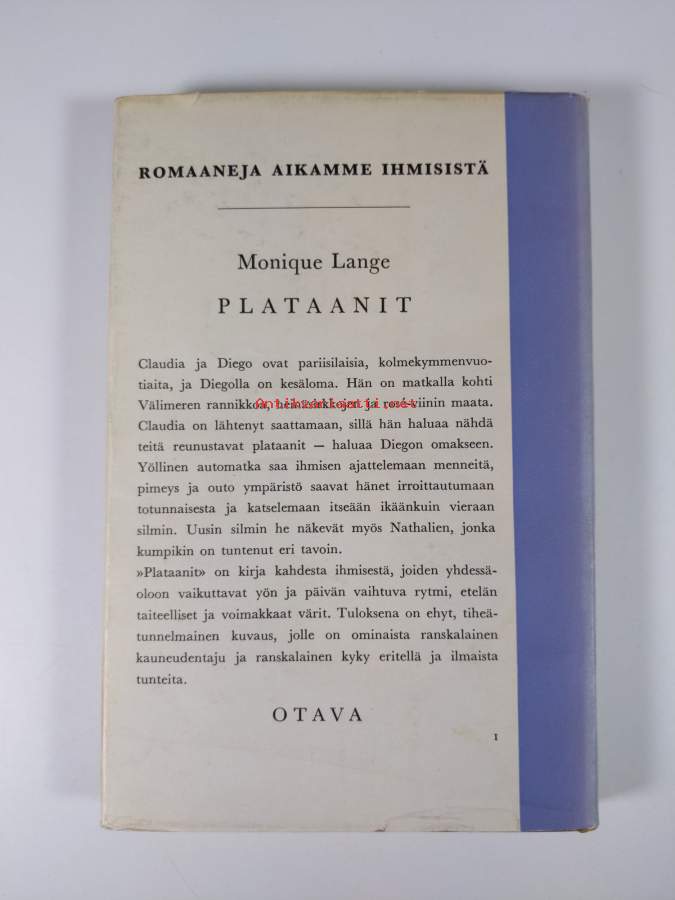 ROMAANEJA AIKAMME IHMISISTÄ
Monique Lange
PLATAANIT
Claudia ja Diego ovat pariisilaisia, kolmekymmenvuo-
tiaita, ja Diegolla on kesäloma. Hän on matkalla kohti
Välimeren rannikkoa, heinäsirkkojen ja rosé-viinin maata.
Claudia on lähtenyt saattamaan, sillä hän haluaa nähdä
teitä reunustavat plataanit — haluaa Diegon omakseen.
Yöllinen automatka saa ihmisen ajattelemaan menneitä,
pimeys ja outo ympäristö saavat hänet irroittautumaan
totunnaisesta ja katselemaan itseään ikäänkuin vieraan
silmin. Uusin silmin he näkevät myös Nathalien, jonka
kumpikin on tuntenut eri tavoin.
»Plataanit» on kirja kahdesta ihmisestä, joiden yhdessä-
oloon vaikuttavat yön ja päivän vaihtuva rytmi, etelän
taiteelliset ja voimakkaat värit. Tuloksena on ehyt, tiheä-
tunnelmainen kuvaus, jolle on ominaista ranskalainen
kauneudentaju ja ranskalainen kyky eritellä ja ilmaista
tunteita.
OTAVA
1